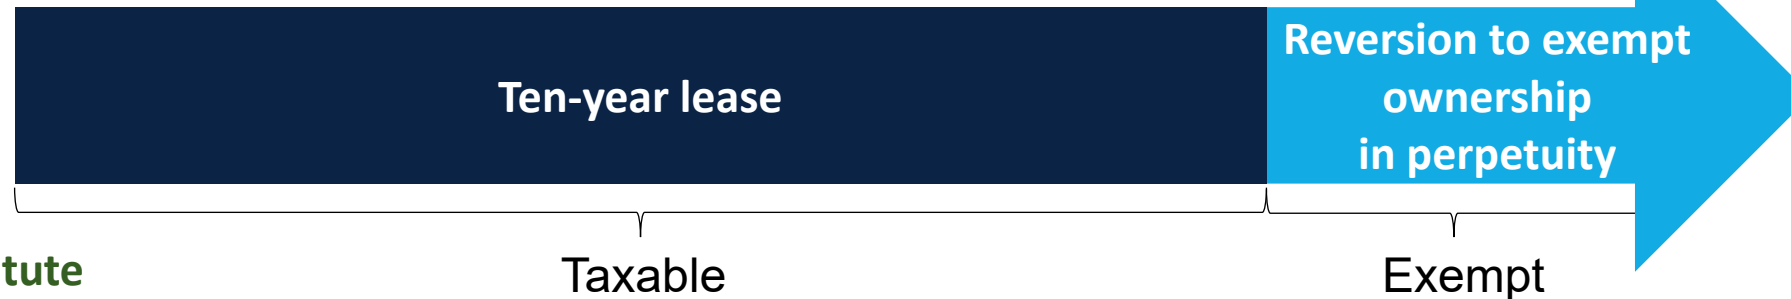 Ten-year lease
Reversion to exempt
ownership
in perpetuity
tute
Taxable
Exempt